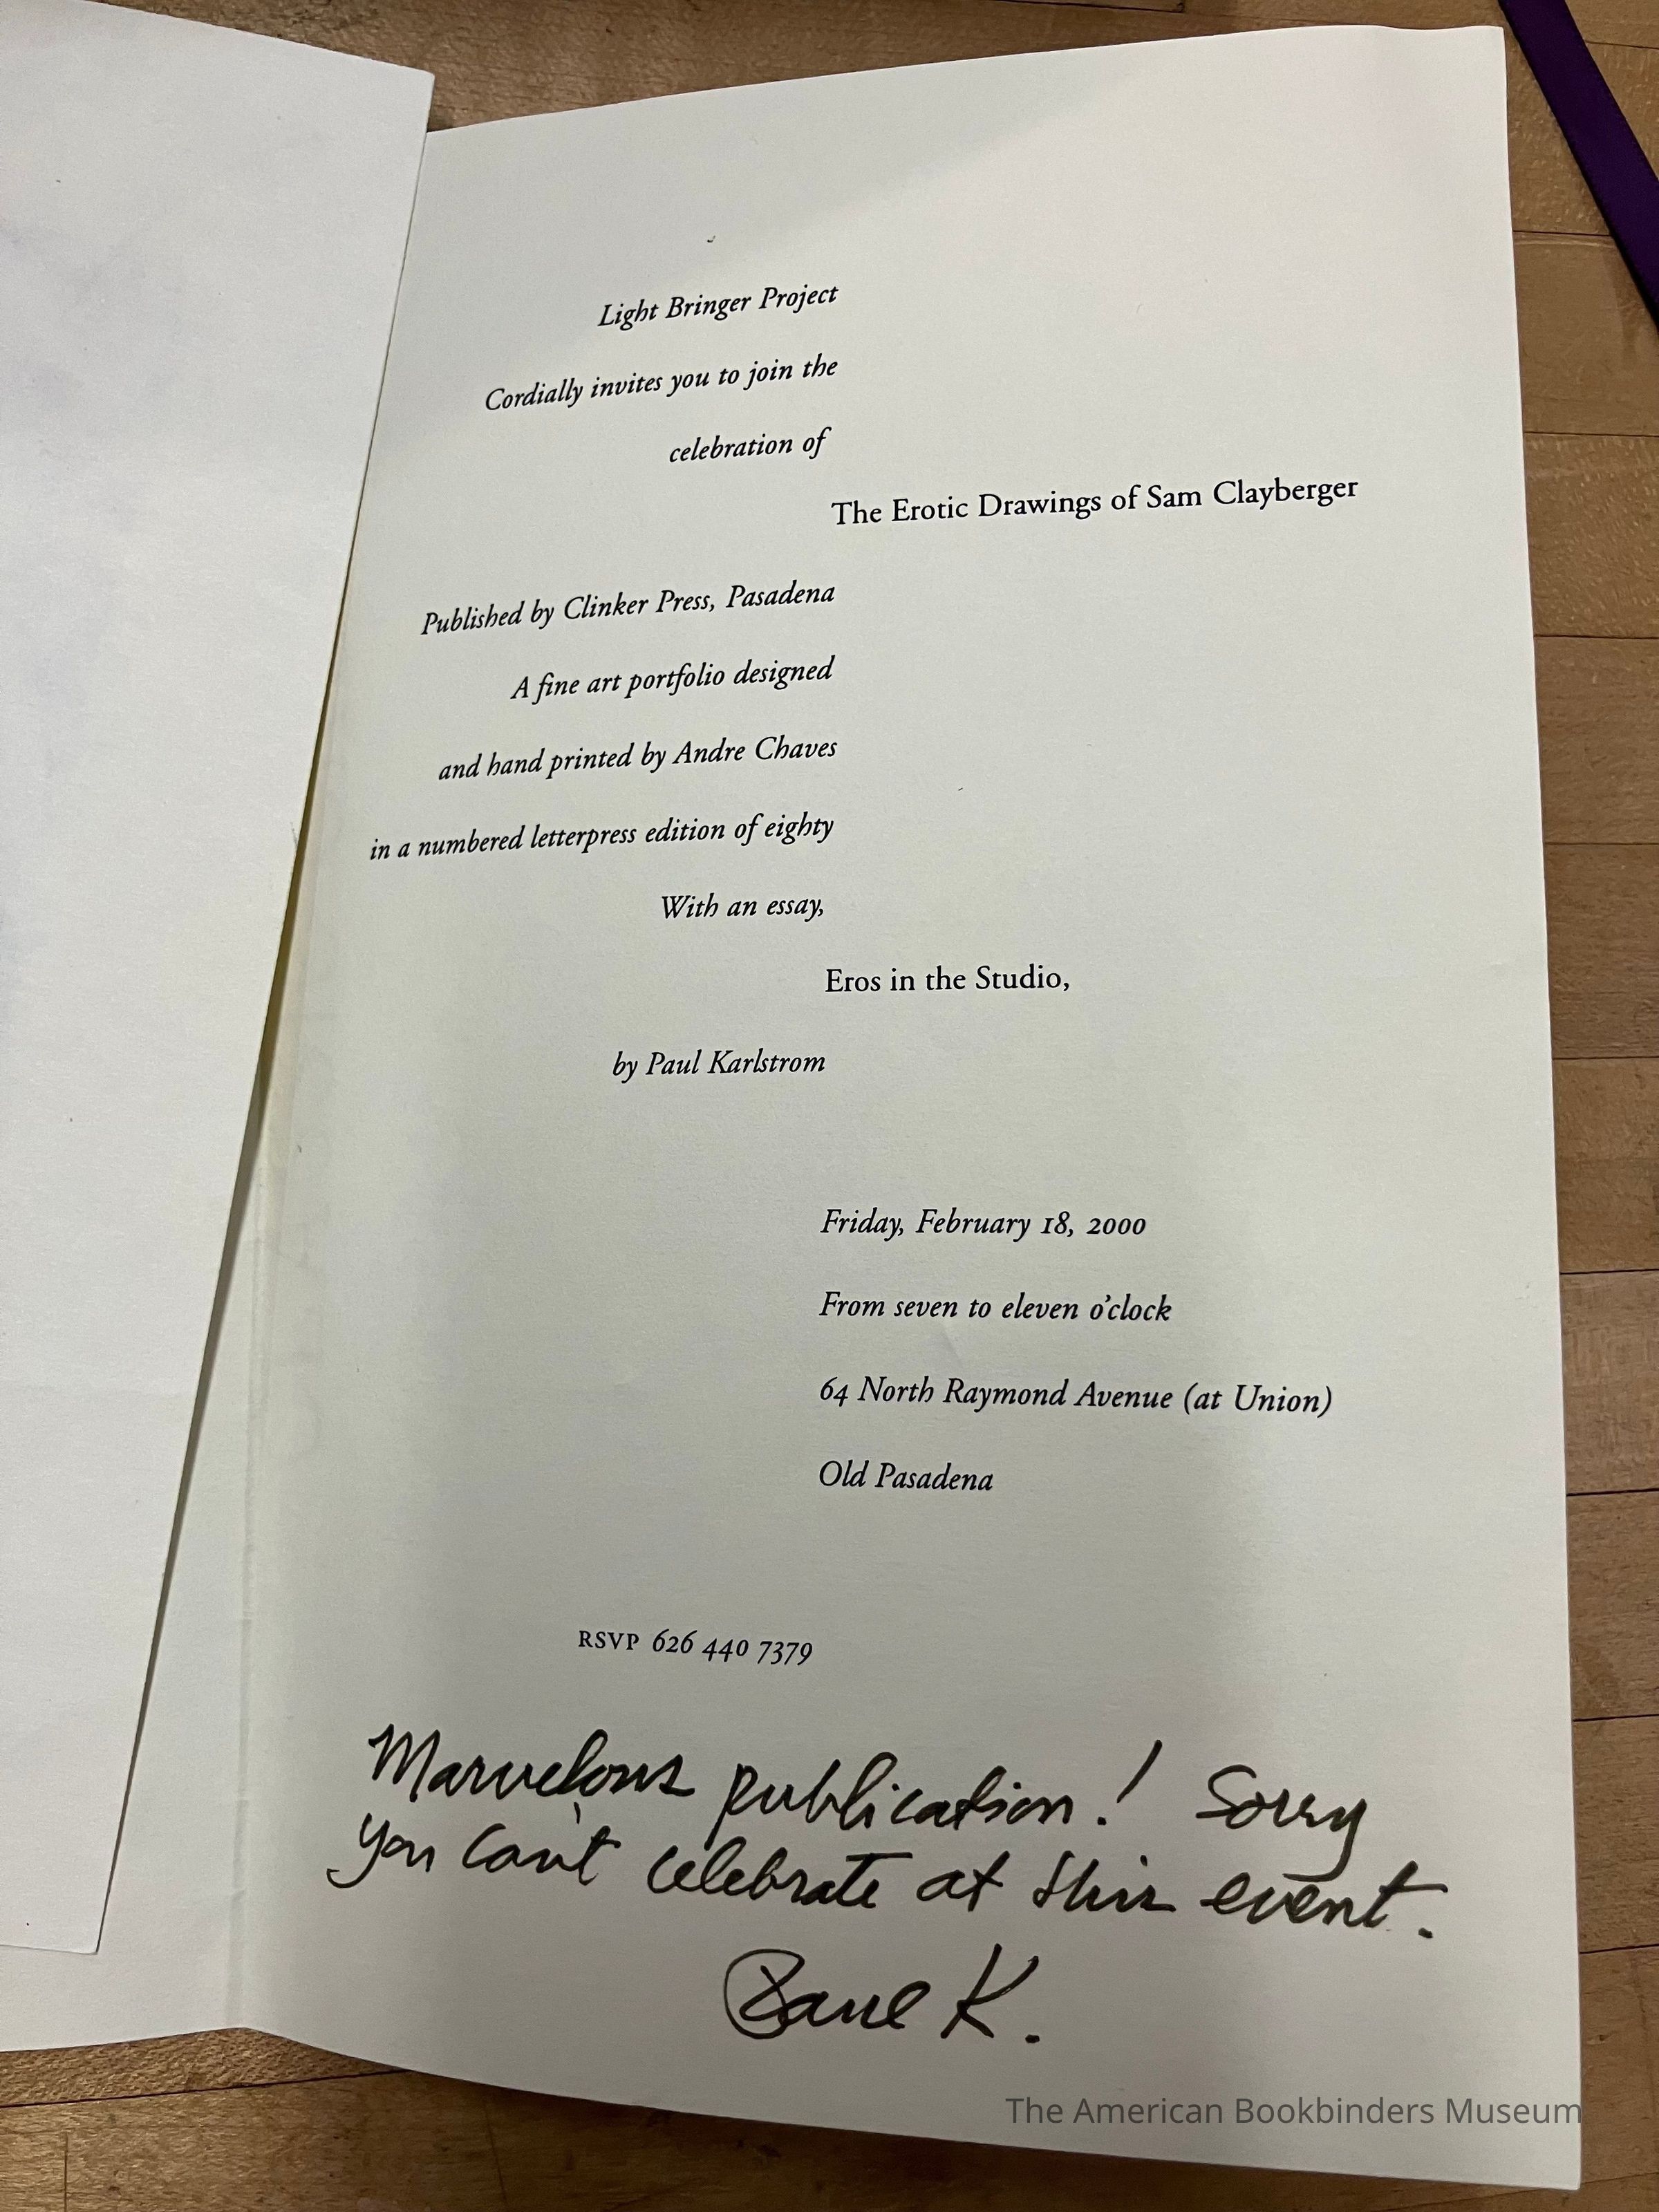 Light Bringer Project
Cordially invites you to join the
celebration of
The Erotic Drawings of Sam Clayberger
Published by Clinker Press, Pasadena
A fine art portfolio designed
and hand printed by Andre Chaves
in a numbered letterpress edition of eighty
With an essay,
Eros in the Studio,
by Paul Karlstrom
Friday, February 18, 2000
From seven to eleven o'clock
64 North Raymond Avenue (at Union)
Old Pasadena
RSVP 626 440 7379
Marvelous publication! Sorry
you can't celebrate at this event.
K.
The American Bookbinders Museum